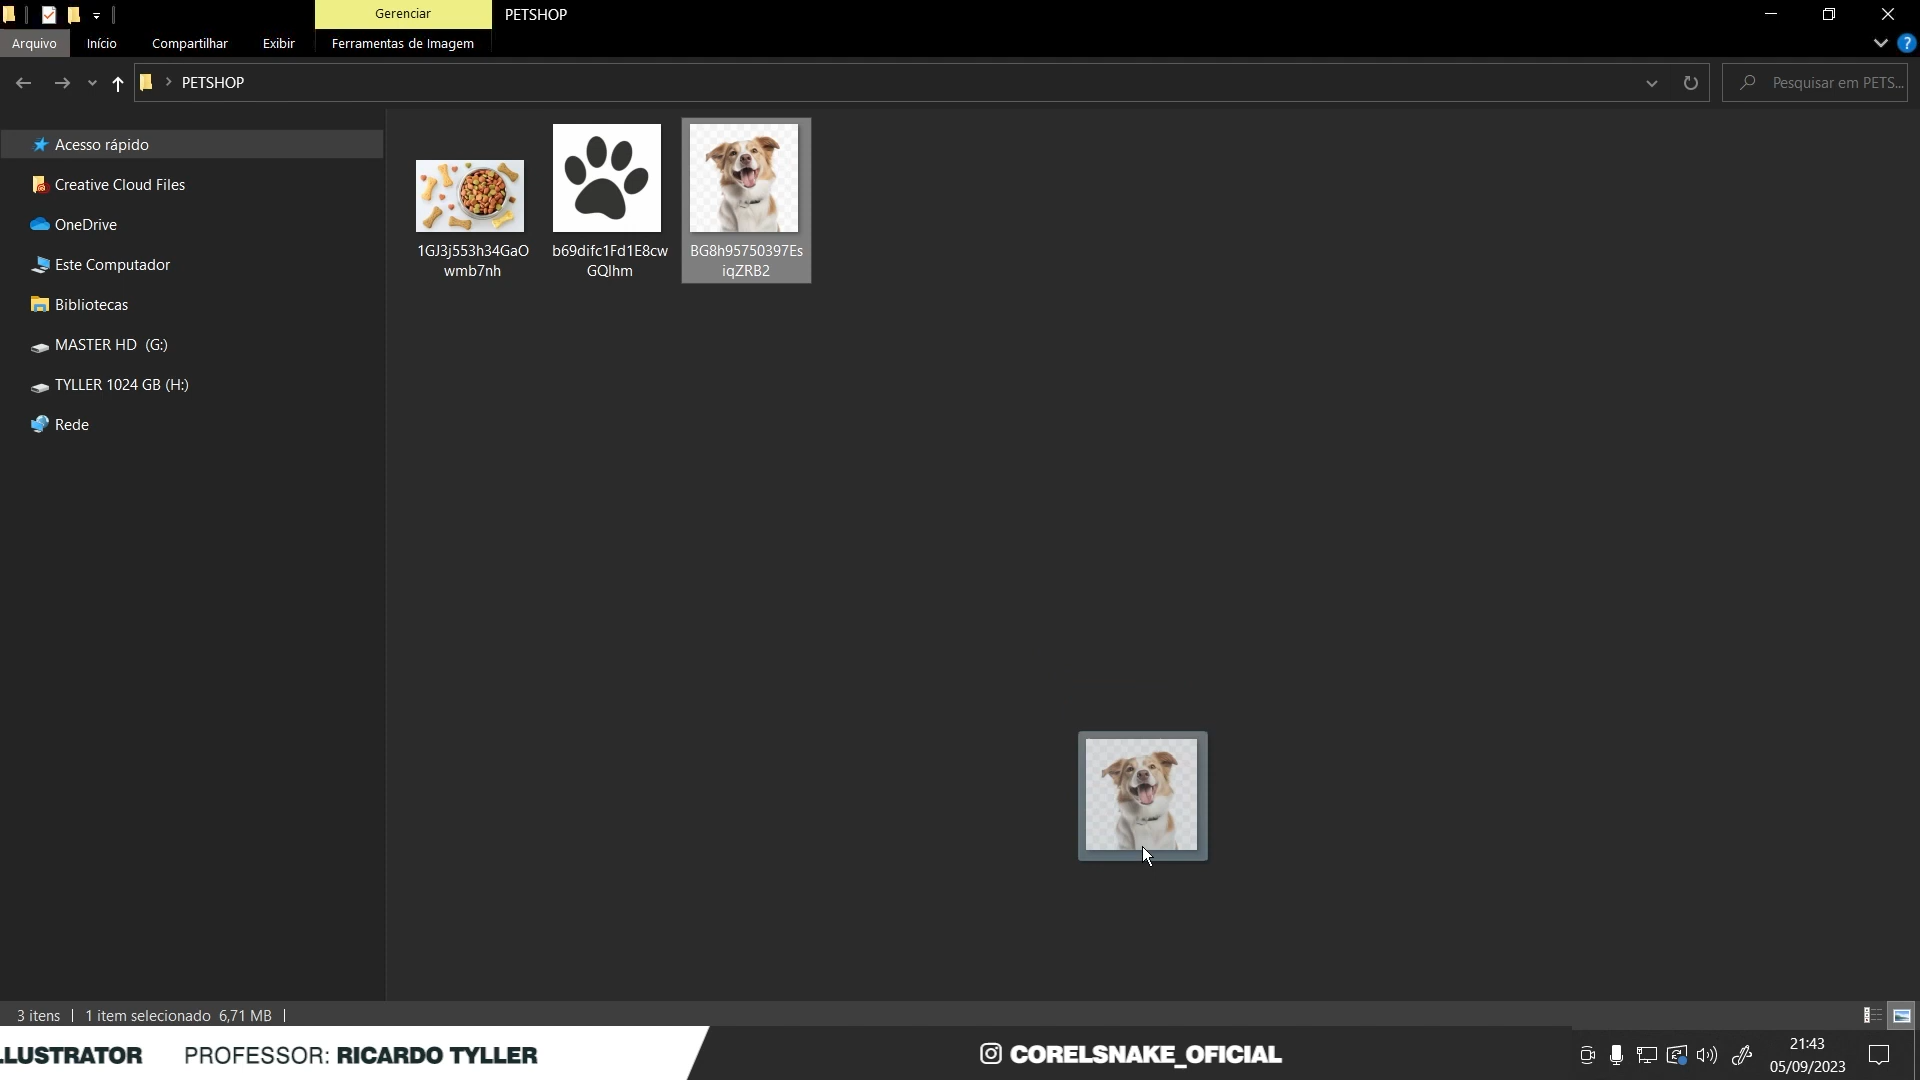 Gerenciar
PETSHOP
Arquivo
Início
Compartilhar
Exibir
Ferramentas de Imagem
?
PETSHOP
Pesquisar em PETS...
Acesso rápido
Creative Cloud Files
OneDrive
Este Computador
Bibliotecas
MASTER HD (G:)
TYLLER 1024 GB (H:)
Rede
1GJ3j553h34GaO
wmb7nh
b69difc1Fd1E8cw
GQlhm
BG8h95750397Es
iqZRB2
3 itens
1 item selecionado 6,71 MB
LLUSTRATOR
PROFESSOR: RICARDO TYLLER
CORELSNAKE_OFICIAL
21:43
05/09/2023